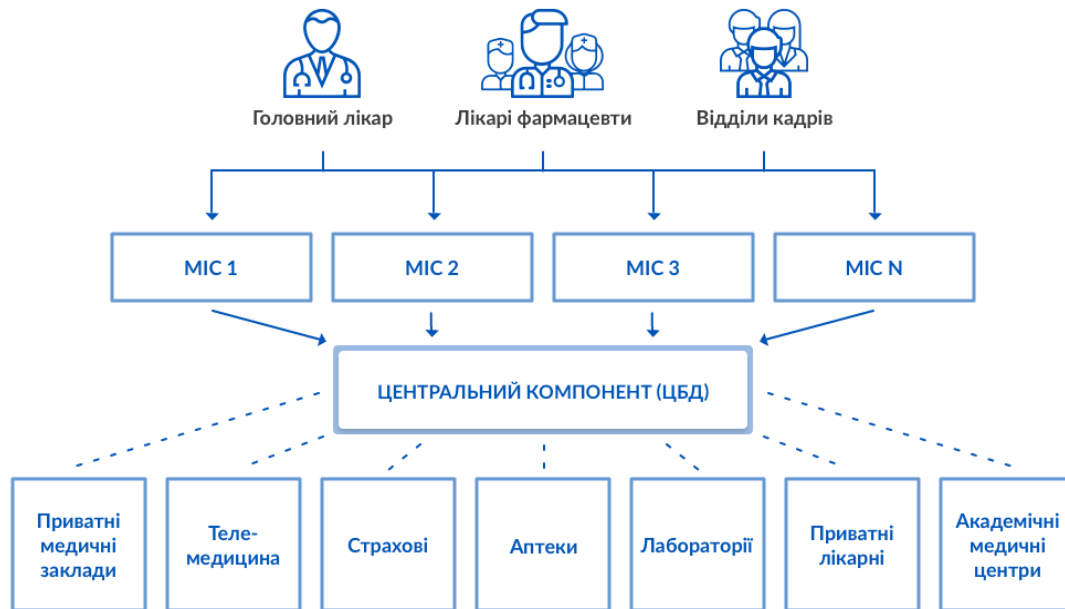 Головний лікар
Лікарі фармацевти
Відділи кадрів
МІС 1
МІС 2
МІС 3
МІС N
ЦЕНТРАЛЬНИЙ КОМПОНЕНТ (ЦБД)
Приватні
медичні
заклади
Теле-
медицина
Страхові
Аптеки
Лабораторії
Приватні
лікарні
Академічні
медичні
центри